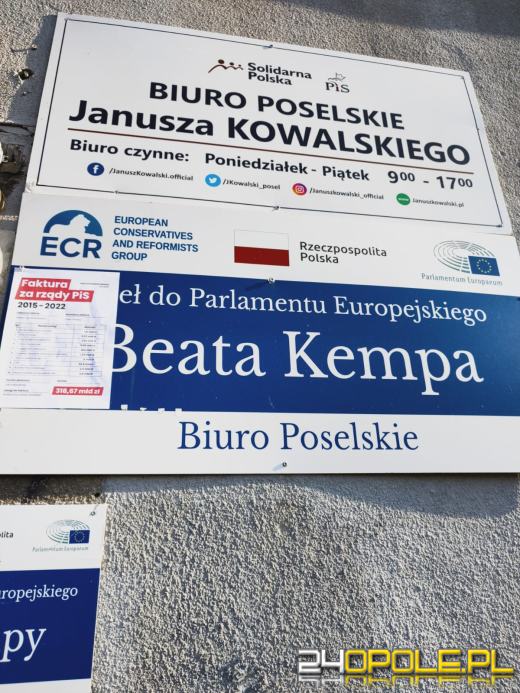 Solidarna
Polska
PiS
BIURO POSELSKIE
Janusza KOWALSKIEGO
Biuro czynne: Poniedziałek - Piątek 9⁰⁰ - 17⁰⁰
/JanuszKowalski.official
/JKowalski_posel
/Januszkowalski_official
Januszkowalski.pl
ECR
EUROPEAN
CONSERVATIVES
AND REFORMISTS
GROUP
Rzeczpospolita
Polska
Parlamentum Europaeum
Faktura
za rządy PiS
2015 – 2022
318,67 mld zł
eł do Parlamentu Europejskiego
Beata Kempa
Biuro Poselskie
Parlamentum Europaeum
uropejskiego
py
24OPOLE.PL